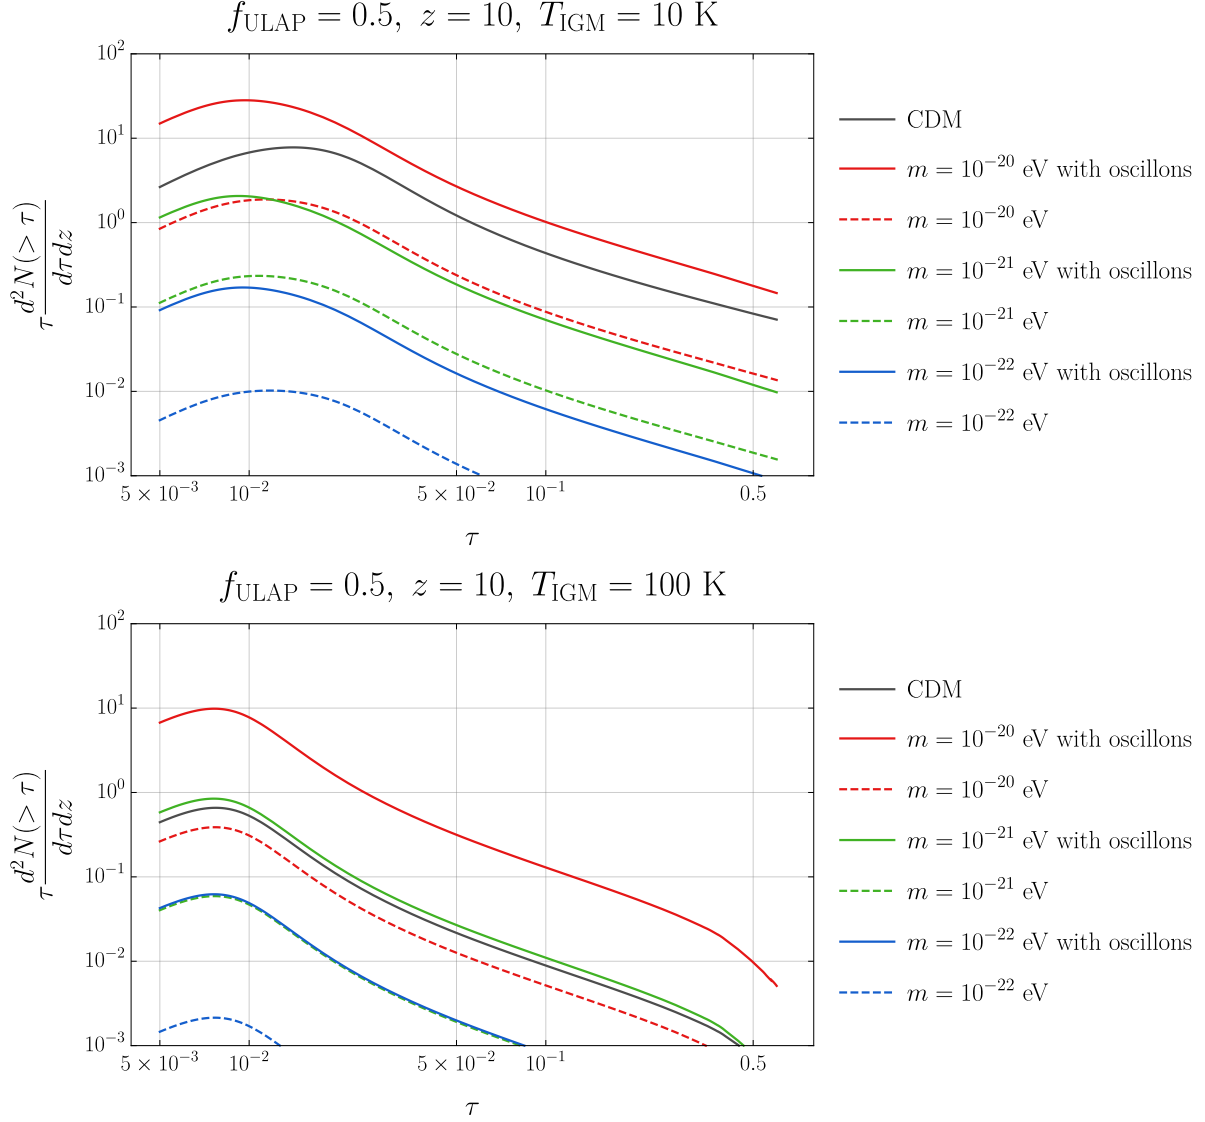 f_ULAP = 0.5, z = 10, T_IGM = 10 K
10^2
10^1
10^0
10^−1
10^−2
10^−3
τ d²N(> τ) / dτdz
5 × 10^−3
10^−2
5 × 10^−2
10^−1
0.5
τ
CDM
m = 10^−20 eV with oscillons
m = 10^−20 eV
m = 10^−21 eV with oscillons
m = 10^−21 eV
m = 10^−22 eV with oscillons
m = 10^−22 eV
f_ULAP = 0.5, z = 10, T_IGM = 100 K
10^2
10^1
10^0
10^−1
10^−2
10^−3
τ d²N(> τ) / dτdz
5 × 10^−3
10^−2
5 × 10^−2
10^−1
0.5
τ
CDM
m = 10^−20 eV with oscillons
m = 10^−20 eV
m = 10^−21 eV with oscillons
m = 10^−21 eV
m = 10^−22 eV with oscillons
m = 10^−22 eV